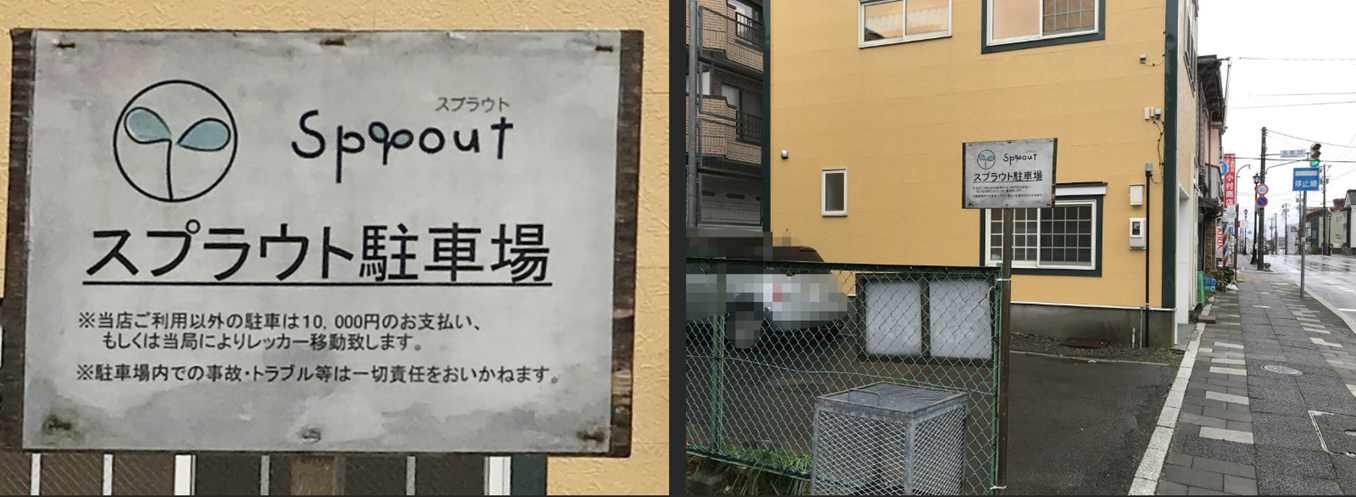 スプラウト
Sprout
スプラウト駐車場
※当店ご利用以外の駐車は10,000円のお支払い、
もしくは当局によりレッカー移動致します。
※駐車場内での事故・トラブル等は一切責任をおいかねます。
Sprout
スプラウト駐車場
小村商店
停止線